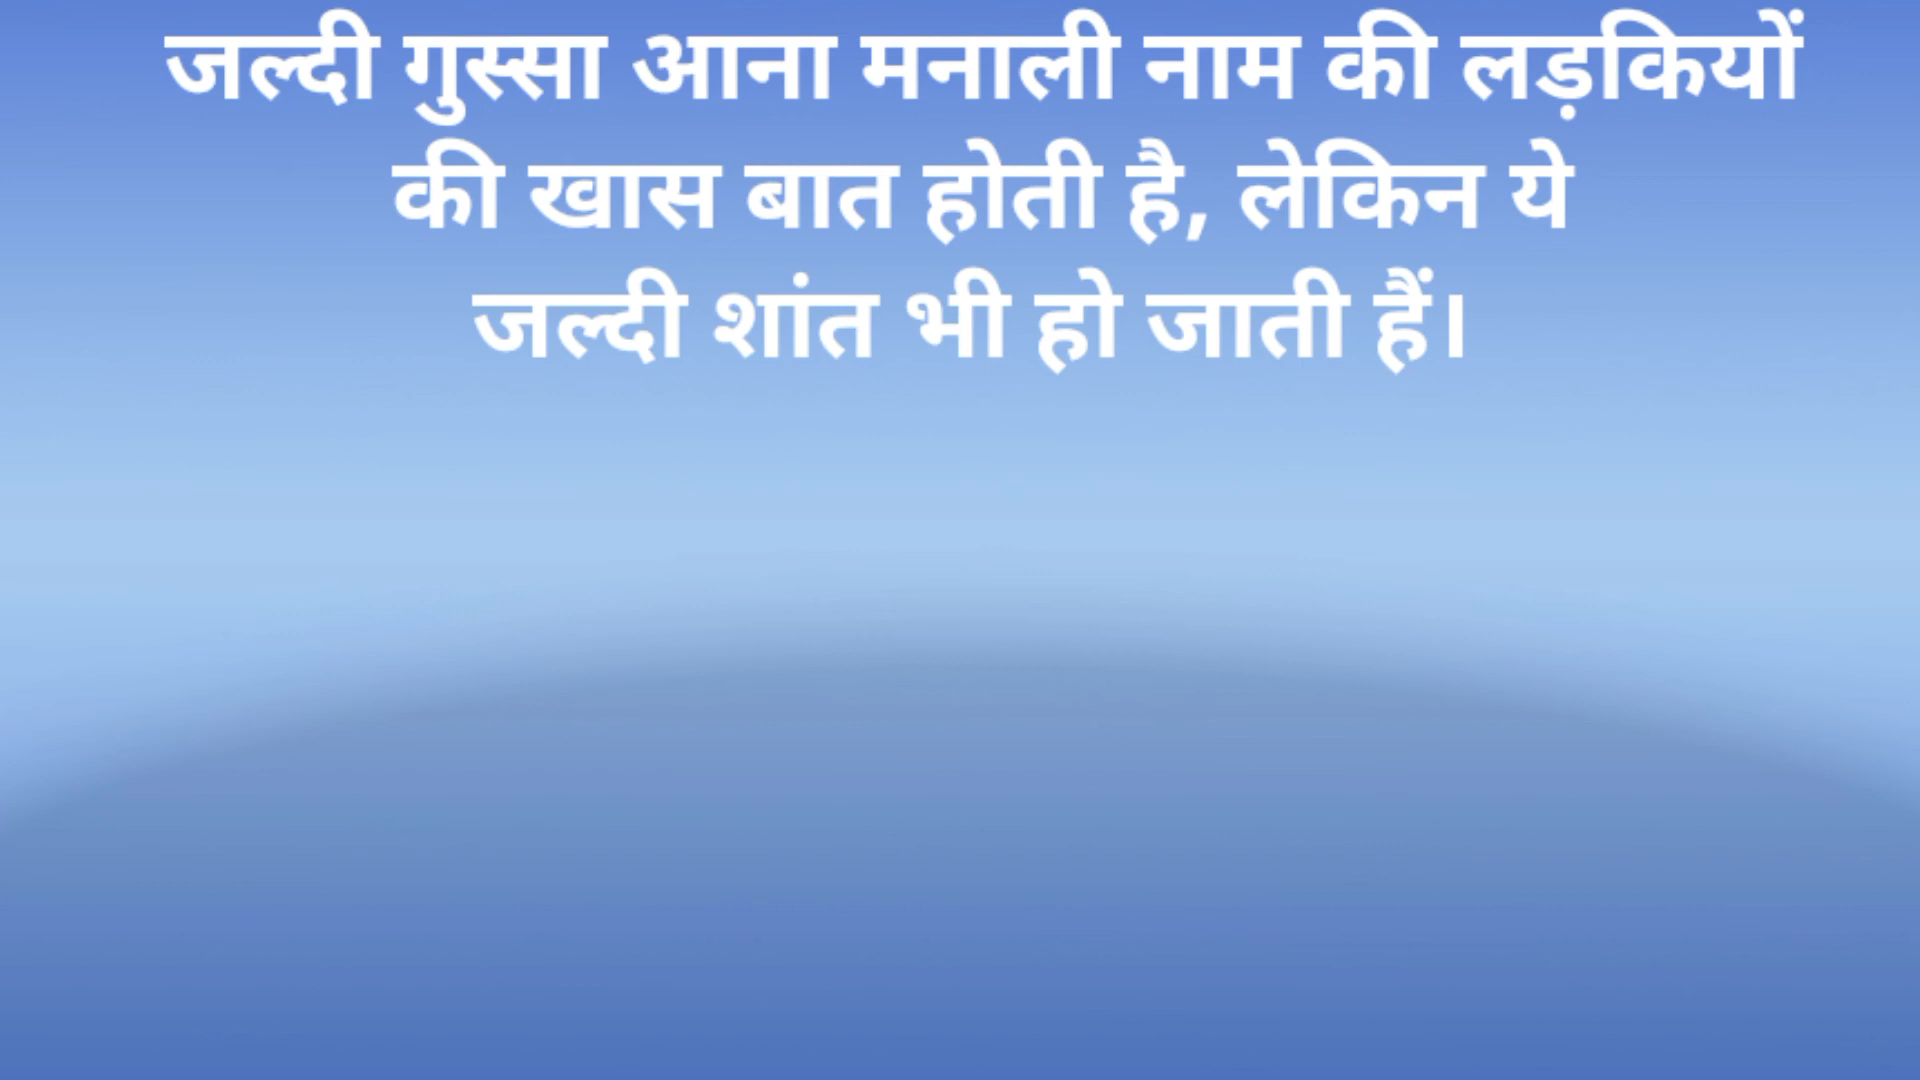 जल्दी गुस्सा आना मनाली नाम की लड़कियों
की खास बात होती है, लेकिन ये
जल्दी शांत भी हो जाती हैं।